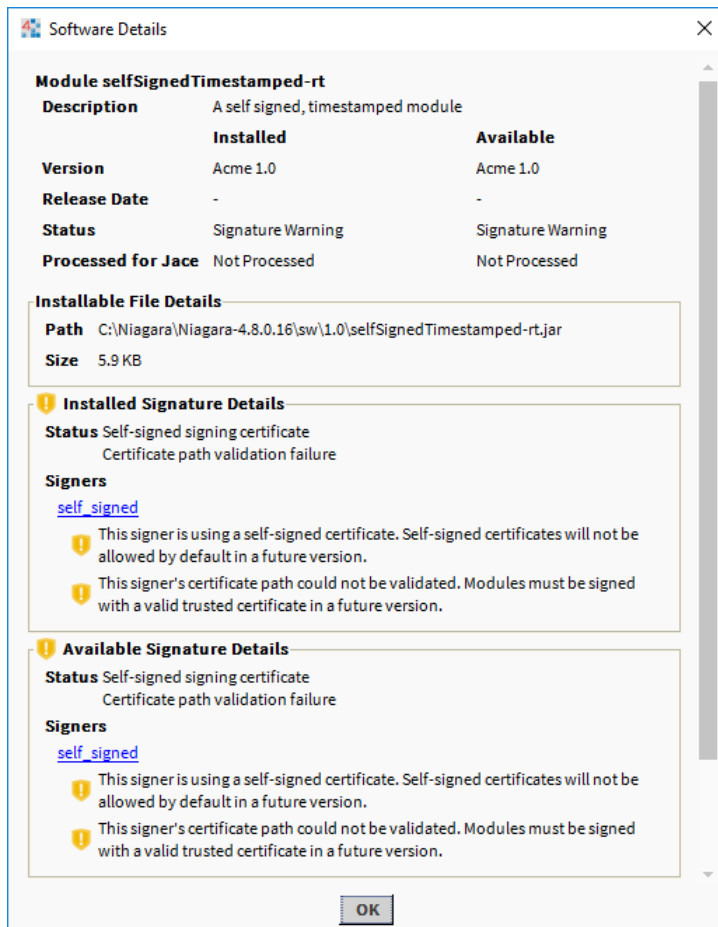 Software Details
Module selfSignedTimestamped-rt
Description A self signed, timestamped module
Installed Available
Version Acme 1.0 Acme 1.0
Release Date - -
Status Signature Warning Signature Warning
Processed for Jace Not Processed Not Processed
Installable File Details
Path C:\Niagara\Niagara-4.8.0.16\sw\1.0\selfSignedTimestamped-rt.jar
Size 5.9 KB
Installed Signature Details
Status Self-signed signing certificate
Certificate path validation failure
Signers
self_signed
This signer is using a self-signed certificate. Self-signed certificates will not be
allowed by default in a future version.
This signer's certificate path could not be validated. Modules must be signed
with a valid trusted certificate in a future version.
Available Signature Details
Status Self-signed signing certificate
Certificate path validation failure
Signers
self_signed
This signer is using a self-signed certificate. Self-signed certificates will not be
allowed by default in a future version.
This signer's certificate path could not be validated. Modules must be signed
with a valid trusted certificate in a future version.
OK